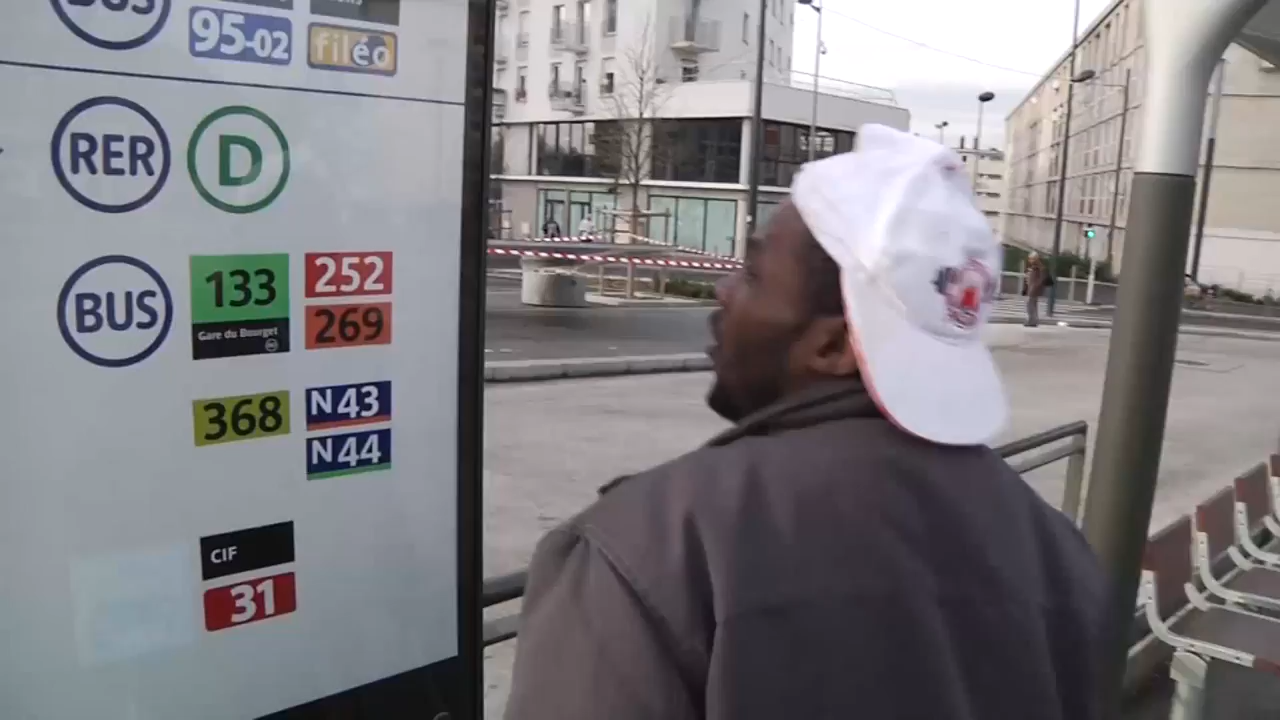 BUS
95-02
filéo
RER
D
BUS
133
Gare du Bourget
252
269
368
N43
N44
CIF
31